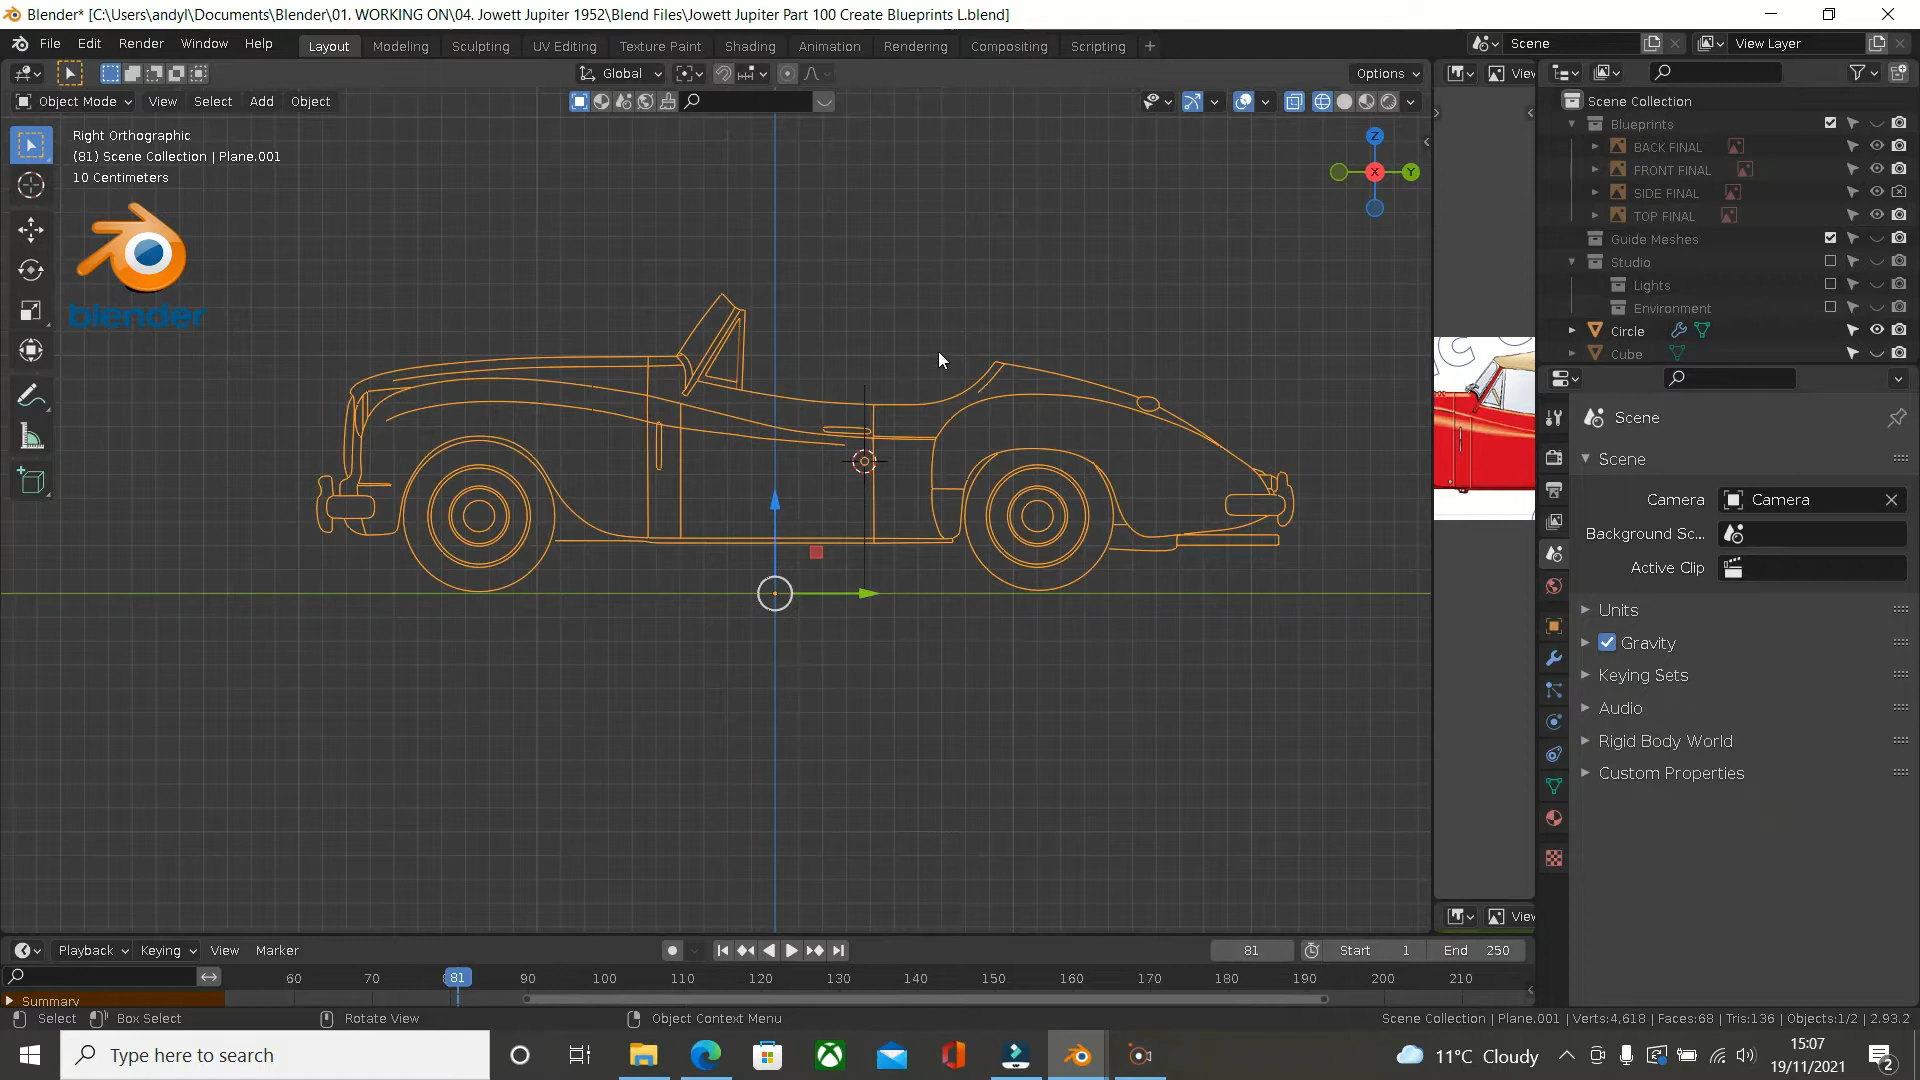 Blender* [C:\Users\andyl\Documents\Blender\01. WORKING ON\04. Jowett Jupiter 1952\Blend Files\Jowett Jupiter Part 100 Create Blueprints L.blend]
File Edit Render Window Help Layout Modeling Sculpting UV Editing Texture Paint Shading Animation Rendering Compositing Scripting + Scene View Layer
Global Options View
Object Mode View Select Add Object
Right Orthographic
(81) Scene Collection | Plane.001
10 Centimeters
blender
Z
X
Y
Scene Collection
Blueprints
BACK FINAL
FRONT FINAL
SIDE FINAL
TOP FINAL
Guide Meshes
Studio
Lights
Environment
Circle
Cube
Scene
Scene
Camera Camera
Background Sc...
Active Clip
Units
Gravity
Keying Sets
Audio
Rigid Body World
Custom Properties
View
Playback Keying View Marker 81 Start 1 End 250
60 70 81 90 100 110 120 130 140 150 160 170 180 190 200 210
Summary
Select Box Select Rotate View Object Context Menu Scene Collection | Plane.001 | Verts:4,618 | Faces:68 | Tris:136 | Objects:1/2 | 2.93.2
Type here to search 11°C Cloudy 15:07
19/11/2021
2